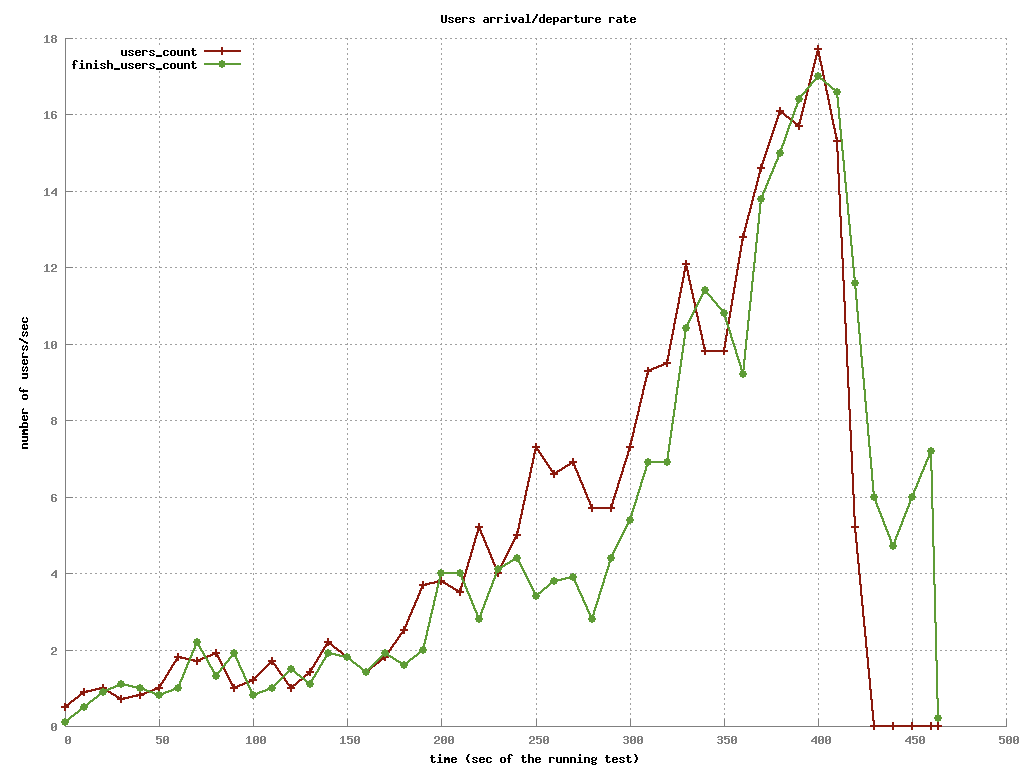 Users arrival/departure rate
users_count
finish_users_count
18
16
14
12
10
8
6
4
2
0
number of users/sec
0 50 100 150 200 250 300 350 400 450 500
time (sec of the running test)